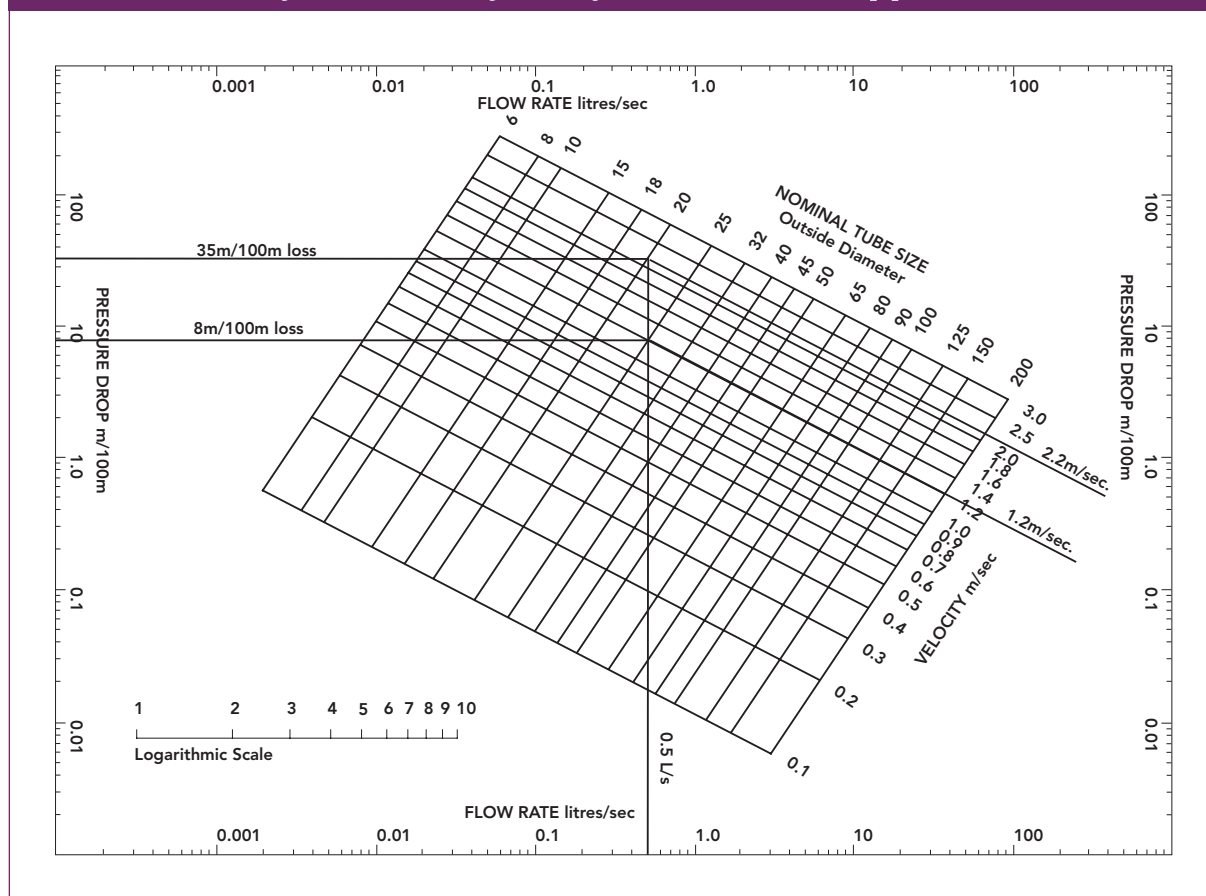 0.001 0.01 0.1 1.0 10 100
FLOW RATE litres/sec
6 8 10 15 18 20 25 32 40 45 50 65 80 90 100 125 150 200
NOMINAL TUBE SIZE
Outside Diameter
100 10 1.0 0.1 0.01
PRESSURE DROP m/100m
35m/100m loss
8m/100m loss
100 10 1.0 0.1 0.01
PRESSURE DROP m/100m
3.0
2.5 2.2m/sec.
2.0
1.8
1.6
1.4
1.2 1.2m/sec.
1.0
0.9
0.8
0.7
0.6
0.5
0.4
0.3
0.2
0.1
VELOCITY m/sec
1 2 3 4 5 6 7 8 9 10
Logarithmic Scale
0.5 L/s
FLOW RATE litres/sec
0.001 0.01 0.1 1.0 10 100